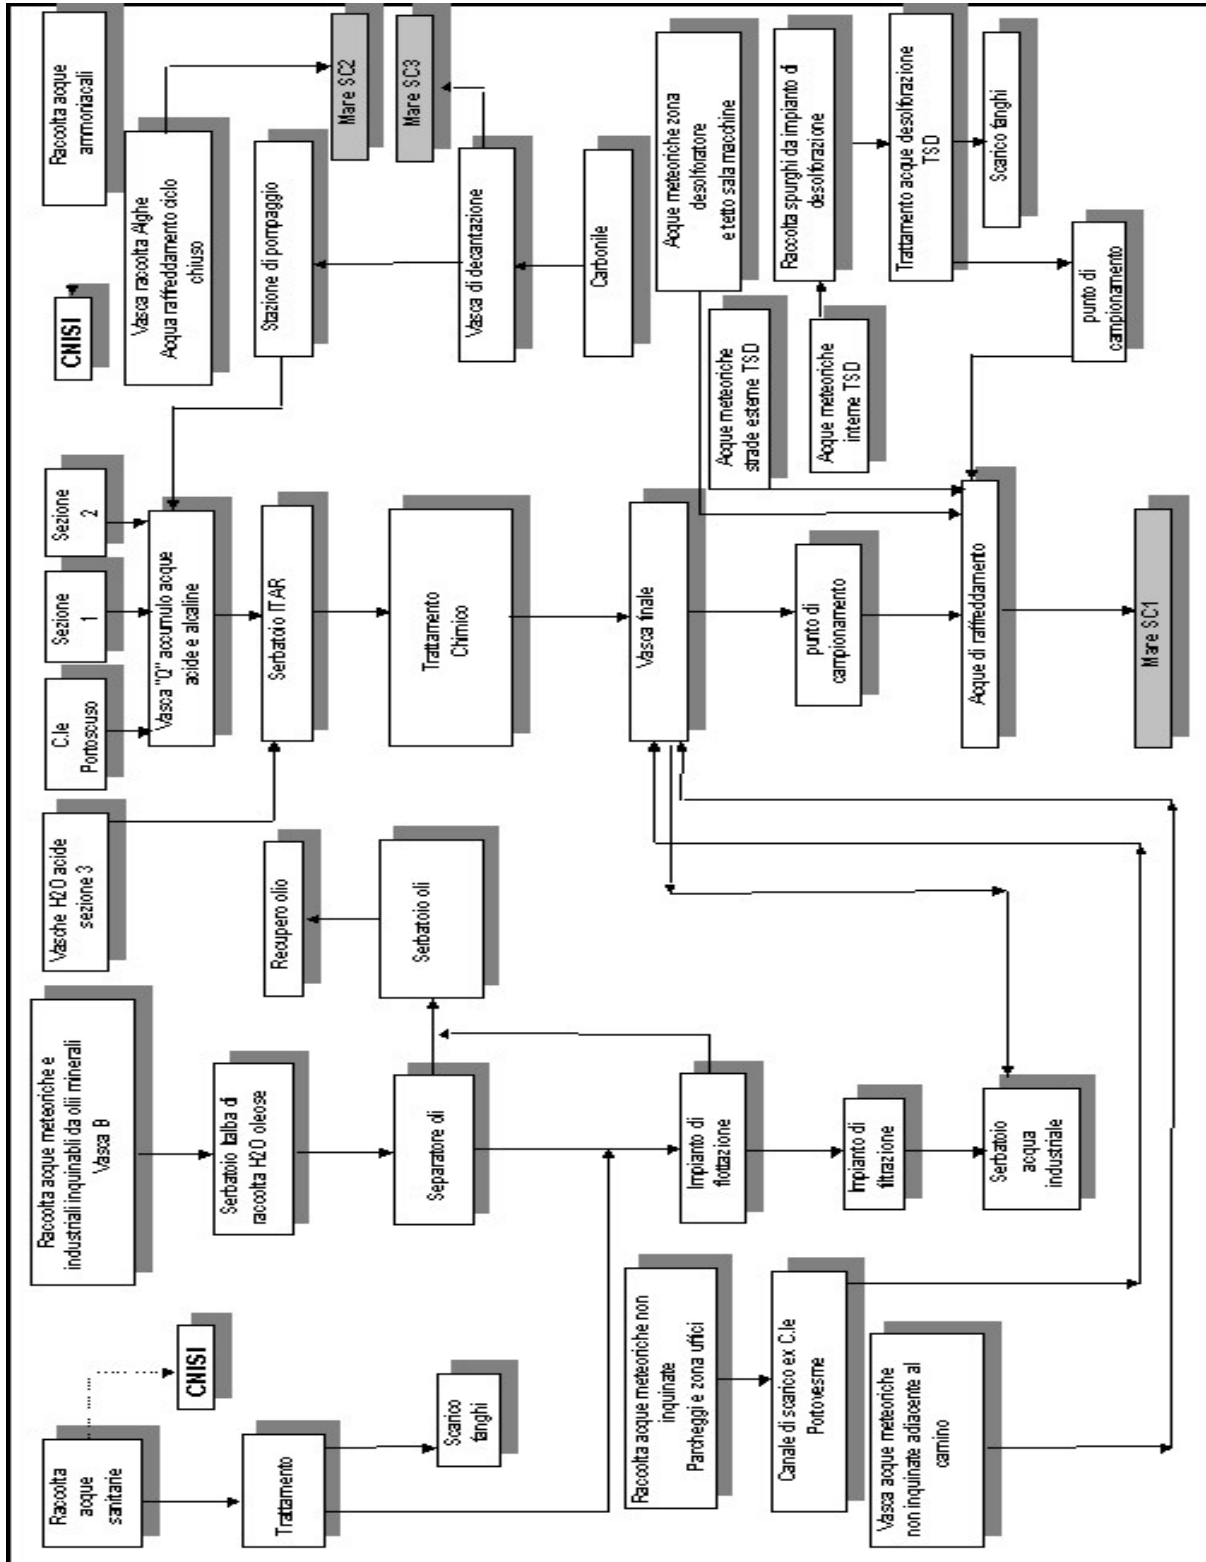 Raccolta
acque
sanitarie
CNISI
Trattamento
Scarico
fanghi
Raccolta acque meteoriche non
inquinate
Parcheggi e zona uffici
Canale di scarico ex C.le
Portovesme
Vasca acque meteoriche
non inquinate adiacente al
camino
Raccolta acque meteoriche e
industriali inquinabli da olii minerali
Vasca B
Serbatoio Italba di
raccolta H2O oleose
Separatore oli
Impianto di
flottazione
Impianto di
filtrazione
Serbatoio
acqua
industriale
Recupero olio
Serbatoio oli
Vasche H2O acide
sezione 3
C.le
Portoscuso
Sezione
1
Sezione
2
Vasca "Q" accumulo acque
acide e alcaline
Serbatoio ITAR
Trattamento
Chimico
Vasca finale
punto di
campionamento
Acque di raffreddamento
Mare SC1
CNISI
Raccolta acque
ammoniacali
Vasca raccolta Alghe
Acqua raffreddamento ciclo
chiuso
Stazione di pompaggio
Mare SC2
Mare SC3
Vasca di decantazione
Carbonile
Acque meteoriche zona
desolforatore
e tetto sala macchine
Acque meteoriche
strade esterne TSD
Acque meteoriche
interne TSD
Raccolta spurghi da impianto di
desolforazione
Trattamento acque desolforazione
TSD
Scarico fanghi
punto di
campionamento